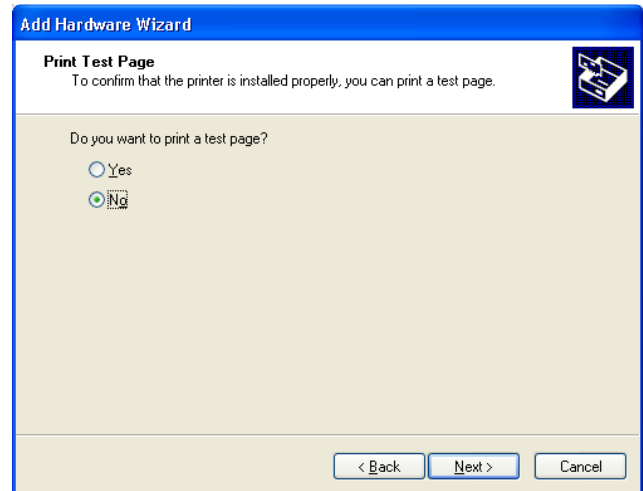 Add Hardware Wizard
Print Test Page
To confirm that the printer is installed properly, you can print a test page.
Do you want to print a test page?
Yes
No
< Back
Next >
Cancel